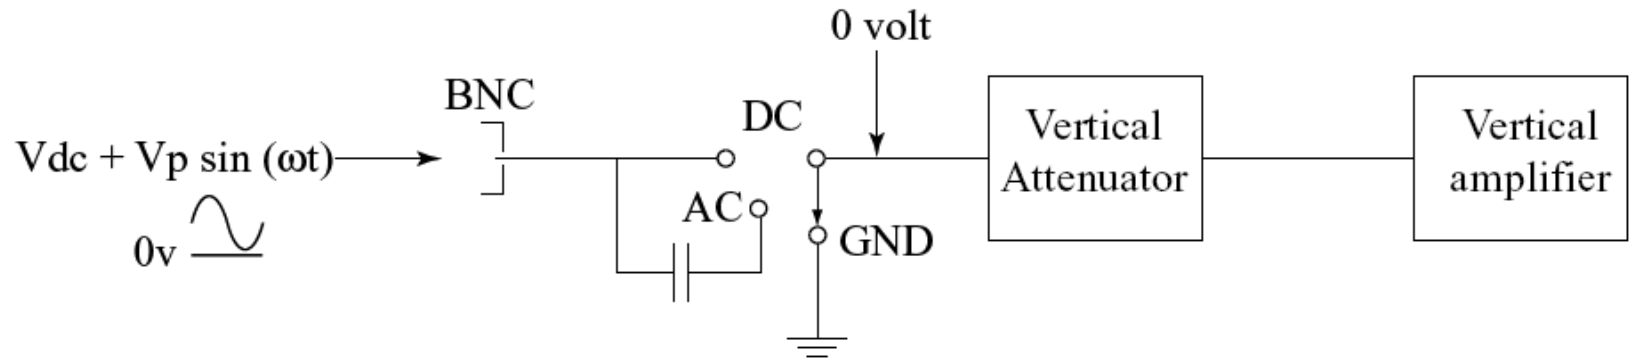 0 volt
BNC
DC
Vdc + Vp sin (ωt)
Vertical
Attenuator
Vertical
amplifier
AC
0v
GND